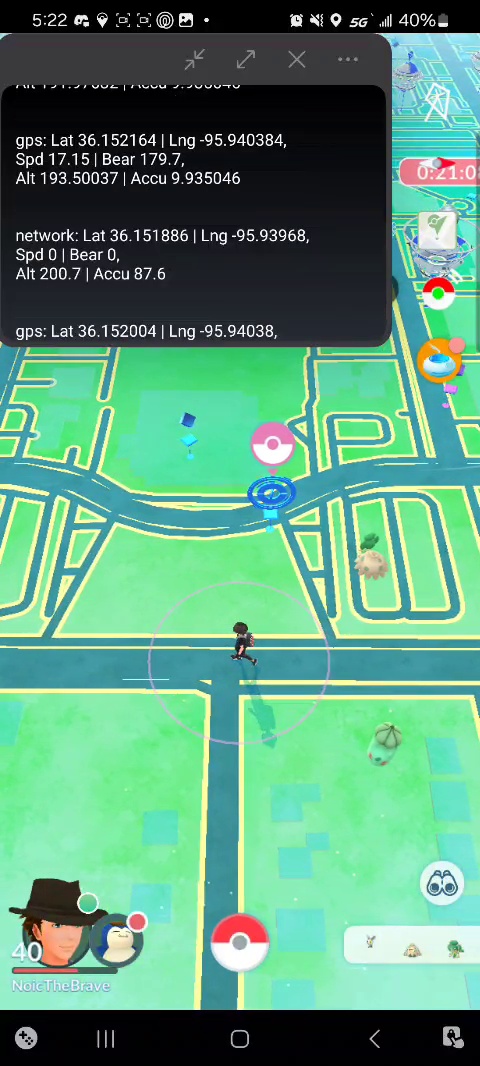 5:22
5G
40%
gps: Lat 36.152164 | Lng -95.940384,
Spd 17.15 | Bear 179.7,
Alt 193.50037 | Accu 9.935046
network: Lat 36.151886 | Lng -95.93968,
Spd 0 | Bear 0,
Alt 200.7 | Accu 87.6
gps: Lat 36.152004 | Lng -95.94038,
40
NoicTheBrave